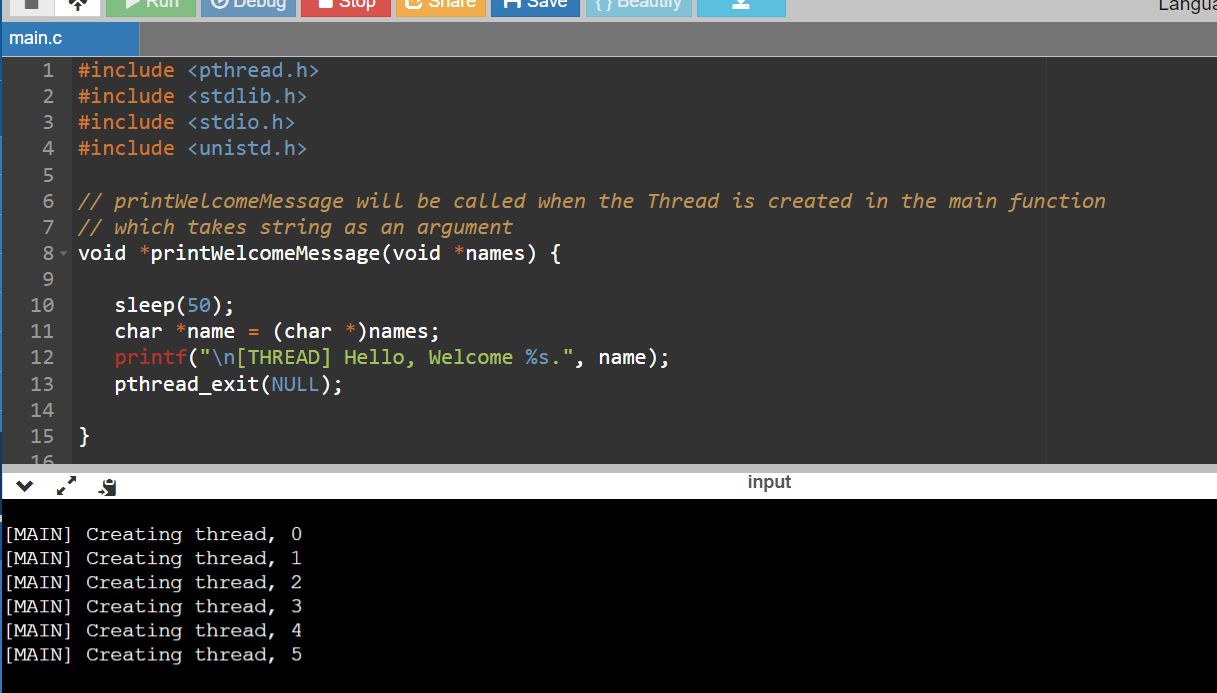 Run Debug Stop Share Save { } Beautify Langua
main.c
1 #include <pthread.h>
2 #include <stdlib.h>
3 #include <stdio.h>
4 #include <unistd.h>
5
6 // printWelcomeMessage will be called when the Thread is created in the main function
7 // which takes string as an argument
8 void *printWelcomeMessage(void *names) {
9
10 sleep(50);
11 char *name = (char *)names;
12 printf("\n[THREAD] Hello, Welcome %s.", name);
13 pthread_exit(NULL);
14
15 }
16
input
[MAIN] Creating thread, 0
[MAIN] Creating thread, 1
[MAIN] Creating thread, 2
[MAIN] Creating thread, 3
[MAIN] Creating thread, 4
[MAIN] Creating thread, 5